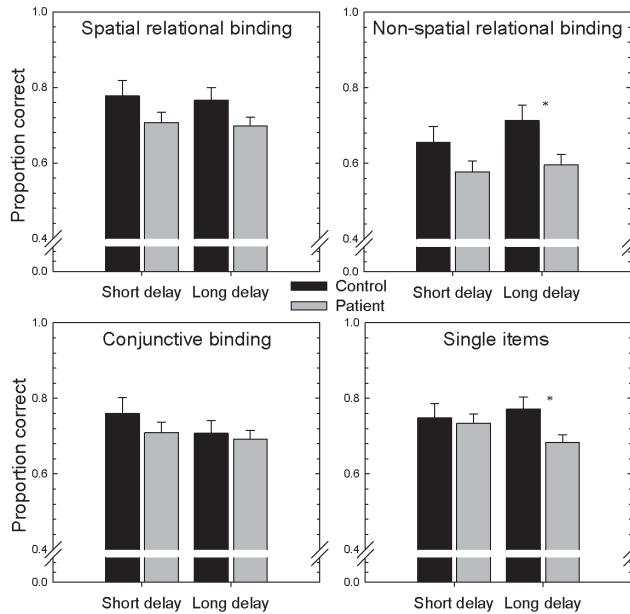 Spatial relational binding
Non-spatial relational binding
Proportion correct
1.0
0.8
0.6
0.4
0.0
1.0
0.8
0.6
0.4
0.0
*
Short delay Long delay
Short delay Long delay
Control
Patient
Conjunctive binding
Single items
Proportion correct
1.0
0.8
0.6
0.4
0.0
1.0
0.8
0.6
0.4
0.0
*
Short delay Long delay
Short delay Long delay